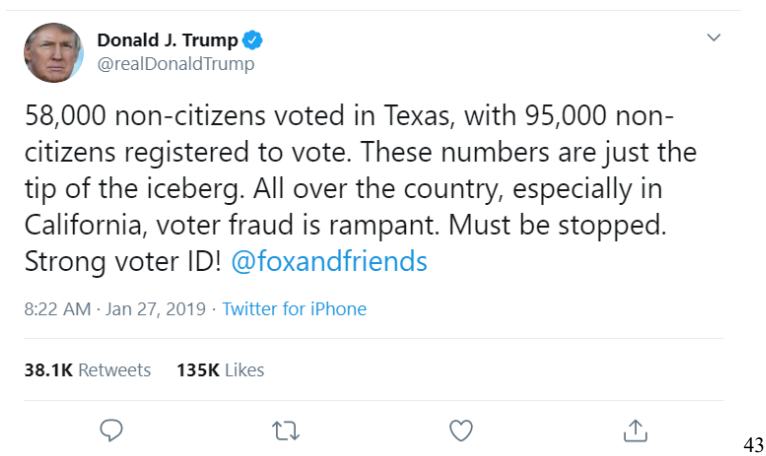 Donald J. Trump
@realDonaldTrump
58,000 non-citizens voted in Texas, with 95,000 non-
citizens registered to vote. These numbers are just the
tip of the iceberg. All over the country, especially in
California, voter fraud is rampant. Must be stopped.
Strong voter ID! @foxandfriends
8:22 AM · Jan 27, 2019 · Twitter for iPhone
38.1K Retweets 135K Likes
43